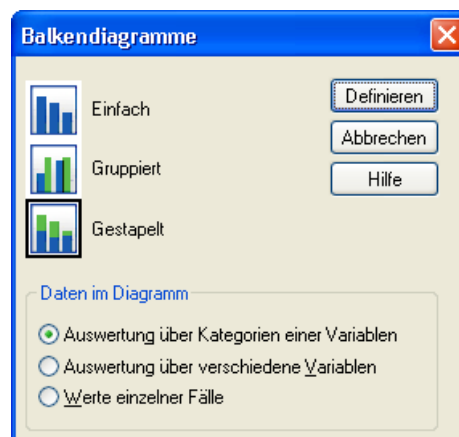 Balkendiagramme
Einfach
Gruppiert
Gestapelt
Definieren
Abbrechen
Hilfe
Daten im Diagramm
Auswertung über Kategorien einer Variablen
Auswertung über verschiedene Variablen
Werte einzelner Fälle